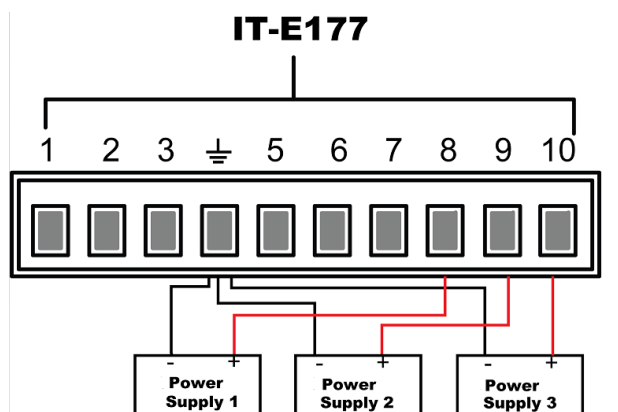 IT-E177
1 2 3 ⏚ 5 6 7 8 9 10
- + - + - +
Power Power Power
Supply 1 Supply 2 Supply 3